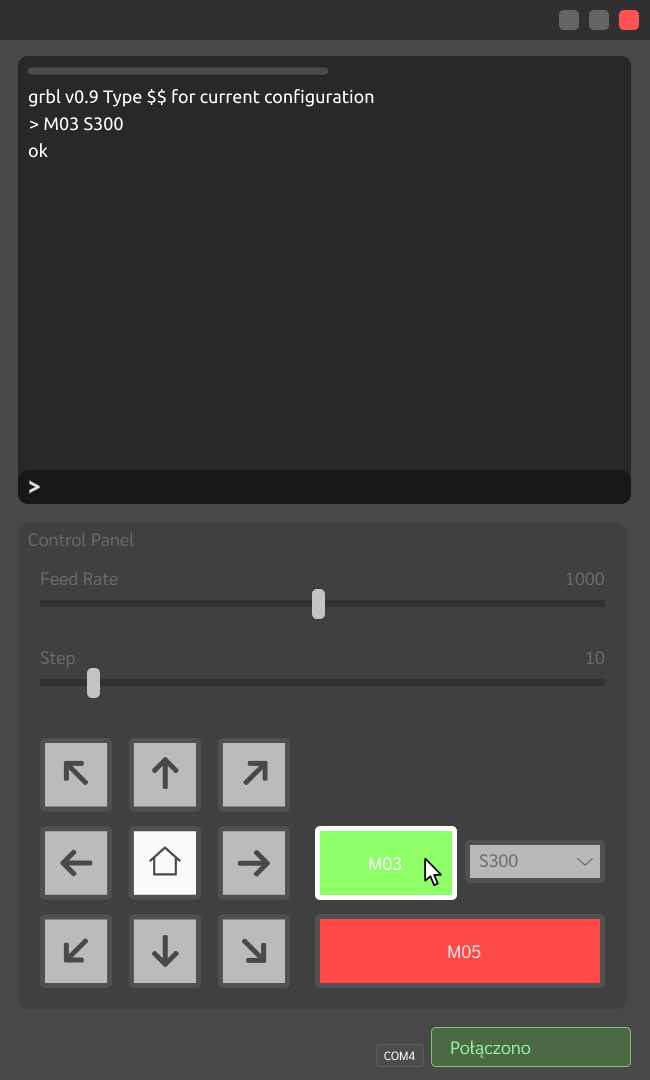 grbl v0.9 Type $$ for current configuration
> M03 S300
ok
>
Control Panel
Feed Rate 1000
Step 10
M03 S300
M05
COM4 Połączono